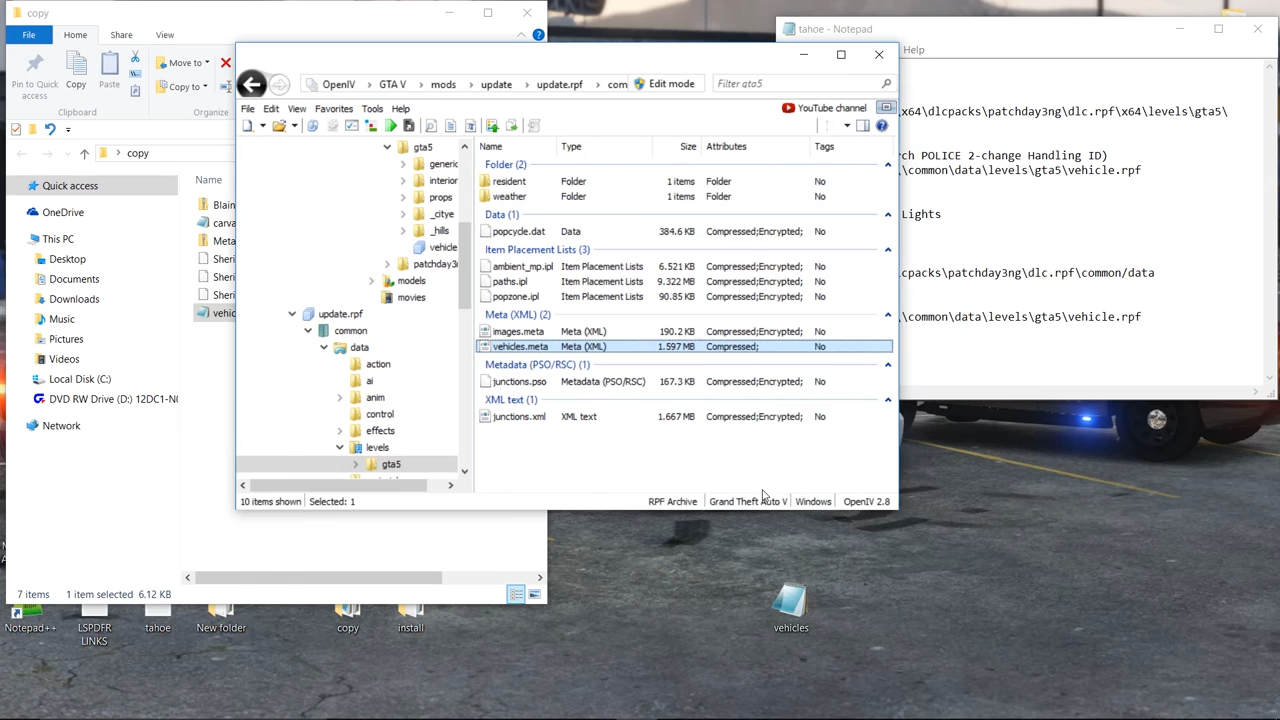 copy
File
Home
Share
View
Pin to Quick access
Copy
Paste
Move to
Copy to
Clipboard
Organize
copy
Quick access
OneDrive
This PC
Desktop
Documents
Downloads
Music
Pictures
Videos
Local Disk (C:)
DVD RW Drive (D:) 12DC1-N0
Network
Name
Blain
carva
Meta
Sheri
Sheri
Sheri
vehic
7 items
1 item selected 6.12 KB
OpenIV
GTA V
mods
update
update.rpf
com
Edit mode
Filter gta5
File
Edit
View
Favorites
Tools
Help
YouTube channel
gta5
generic
interior
props
_citye
_hills
vehicle
patchday3n
models
movies
update.rpf
common
data
action
ai
anim
control
effects
levels
gta5
Name Type Size Attributes Tags
Folder (2)
resident Folder 1 items Folder No
weather Folder 1 items Folder No
Data (1)
popcycle.dat Data 384.6 KB Compressed;Encrypted; No
Item Placement Lists (3)
ambient_mp.ipl Item Placement Lists 6.521 KB Compressed;Encrypted; No
paths.ipl Item Placement Lists 9.322 MB Compressed;Encrypted; No
popzone.ipl Item Placement Lists 90.85 KB Compressed;Encrypted; No
Meta (XML) (2)
images.meta Meta (XML) 190.2 KB Compressed;Encrypted; No
vehicles.meta Meta (XML) 1.597 MB Compressed; No
Metadata (PSO/RSC) (1)
junctions.pso Metadata (PSO/RSC) 167.3 KB Compressed;Encrypted; No
XML text (1)
junctions.xml XML text 1.667 MB Compressed;Encrypted; No
10 items shown
Selected: 1
RPF Archive
Grand Theft Auto V
Windows
OpenIV 2.8
tahoe - Notepad
Help
x64\dlcpacks\patchday3ng\dlc.rpf\x64\levels\gta5\
rch POLICE 2-change Handling ID)
\common\data\levels\gta5\vehicle.rpf
Lights
cpacks\patchday3ng\dlc.rpf\common/data
\common\data\levels\gta5\vehicle.rpf
Notepad++
LSPDFR LINKS
tahoe
New folder
copy
install
vehicles